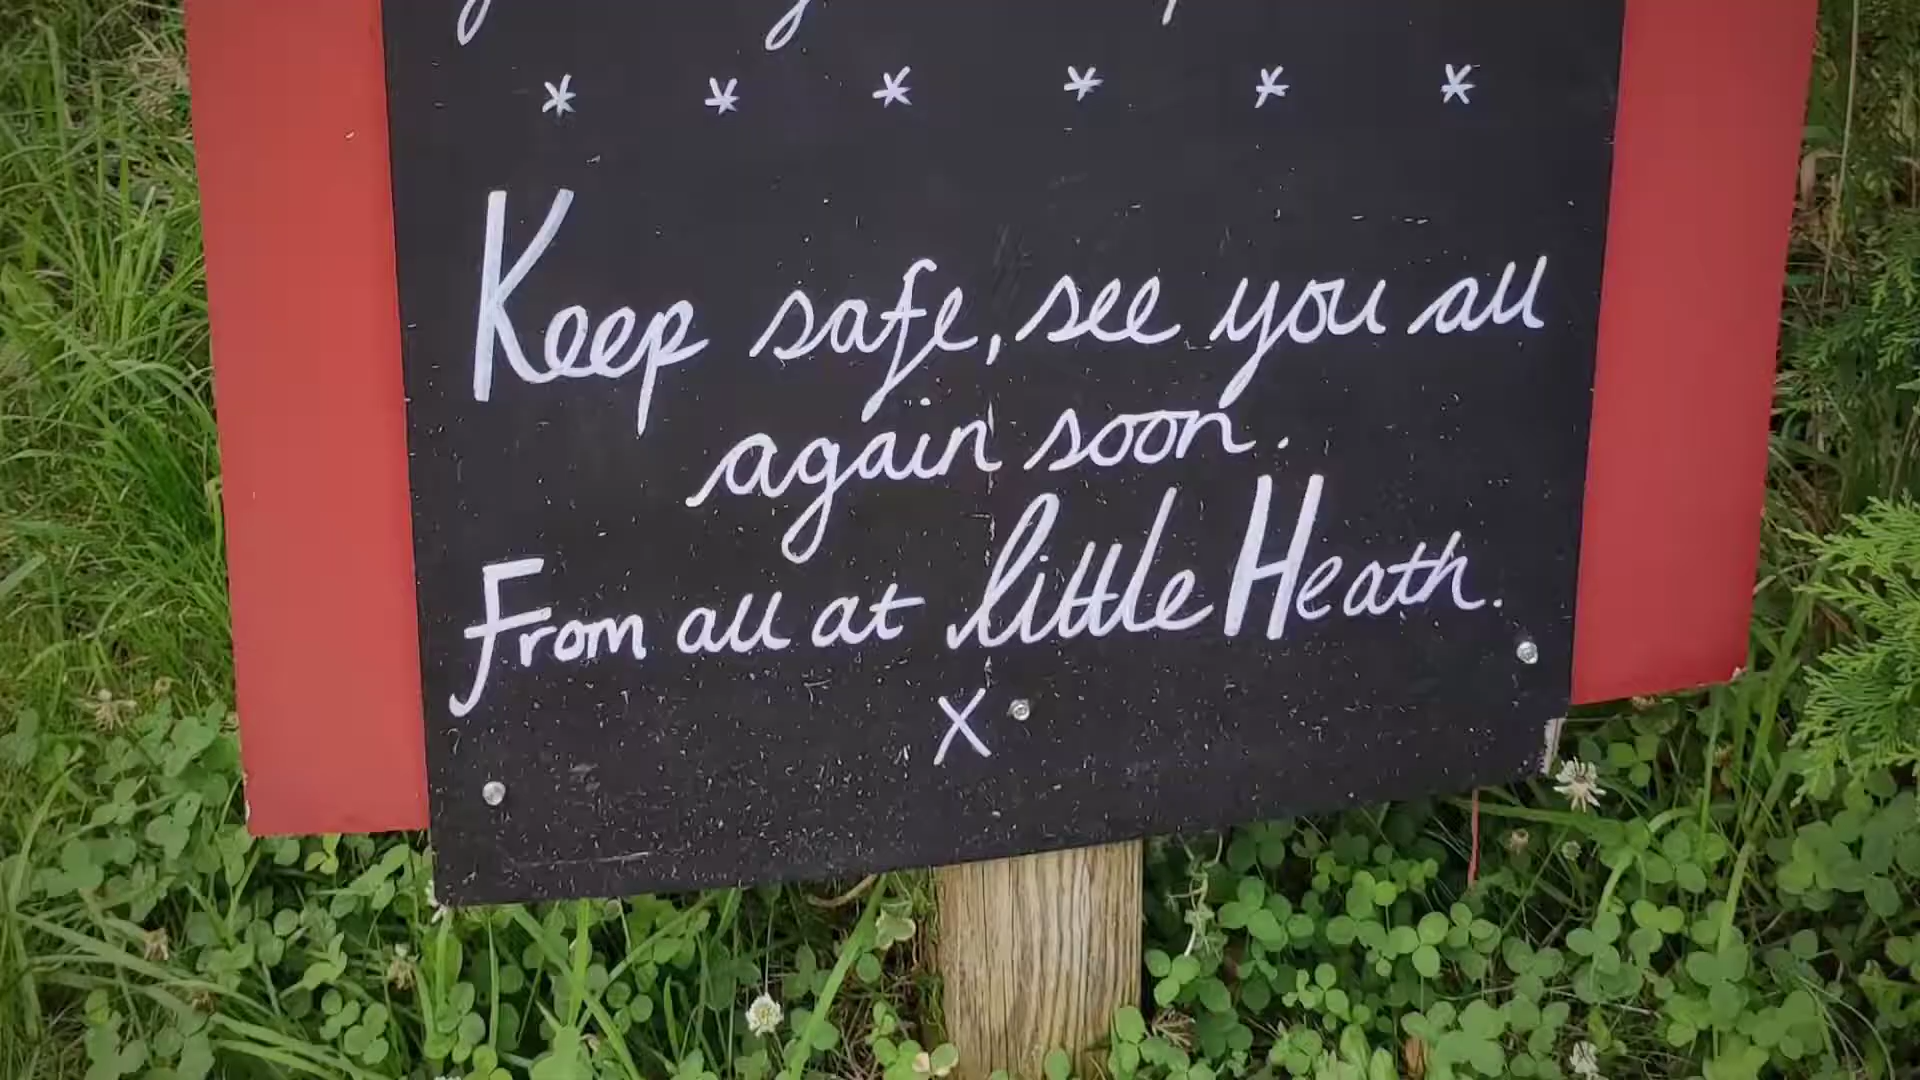 * * * * * *
Keep safe, see you all
again soon.
From all at little Heath.
X